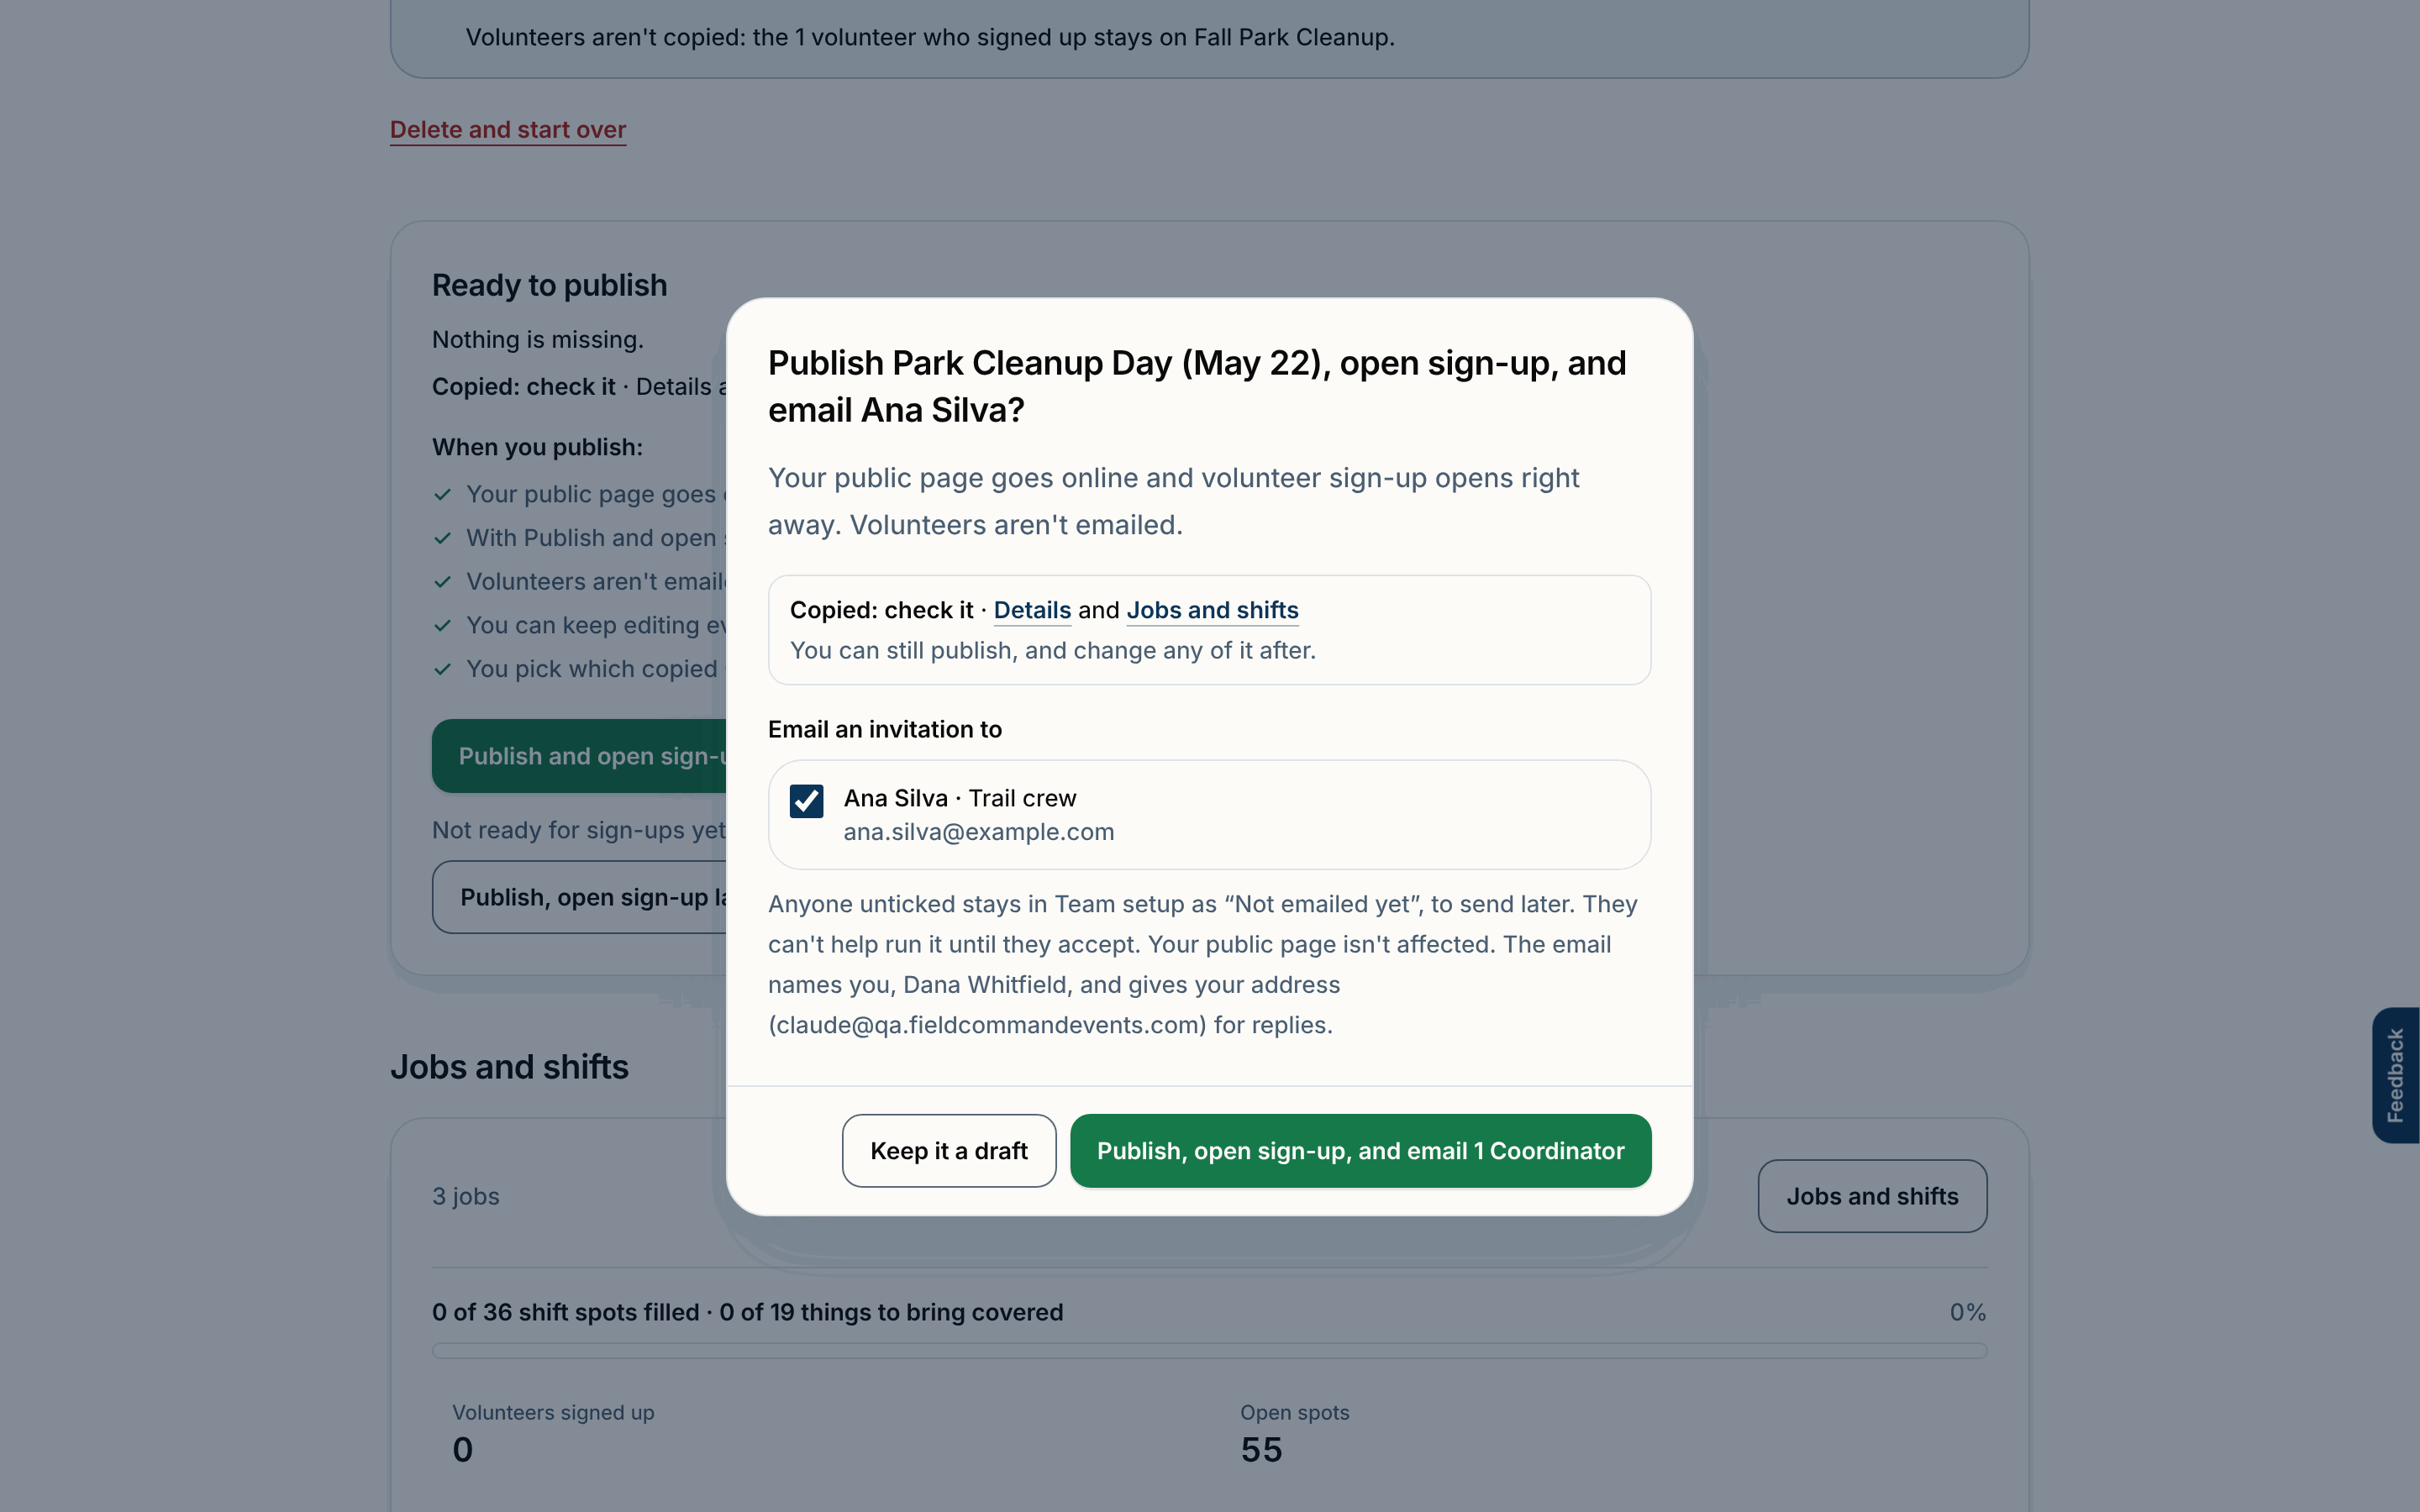 Volunteers aren't copied: the 1 volunteer who signed up stays on Fall Park Cleanup.
Delete and start over
Ready to publish
Nothing is missing.
Copied: check it · Details
When you publish:
Your public page goes
With Publish and open
Volunteers aren't
You can keep editing
You pick which copied
Publish and open
Not ready for sign-ups yet
Publish, open sign-up
Publish Park Cleanup Day (May 22), open sign-up, and
email Ana Silva?
Your public page goes online and volunteer sign-up opens right
away. Volunteers aren't emailed.
Copied: check it · Details and Jobs and shifts
You can still publish, and change any of it after.
Email an invitation to
Ana Silva · Trail crew
ana.silva@example.com
Anyone unticked stays in Team setup as “Not emailed yet”, to send later. They
can't help run it until they accept. Your public page isn't affected. The email
names you, Dana Whitfield, and gives your address
(claude@qa.fieldcommandevents.com) for replies.
Keep it a draft
Publish, open sign-up, and email 1 Coordinator
Feedback
Jobs and shifts
3 jobs
Jobs and shifts
0 of 36 shift spots filled · 0 of 19 things to bring covered
0%
Volunteers signed up
0
Open spots
55